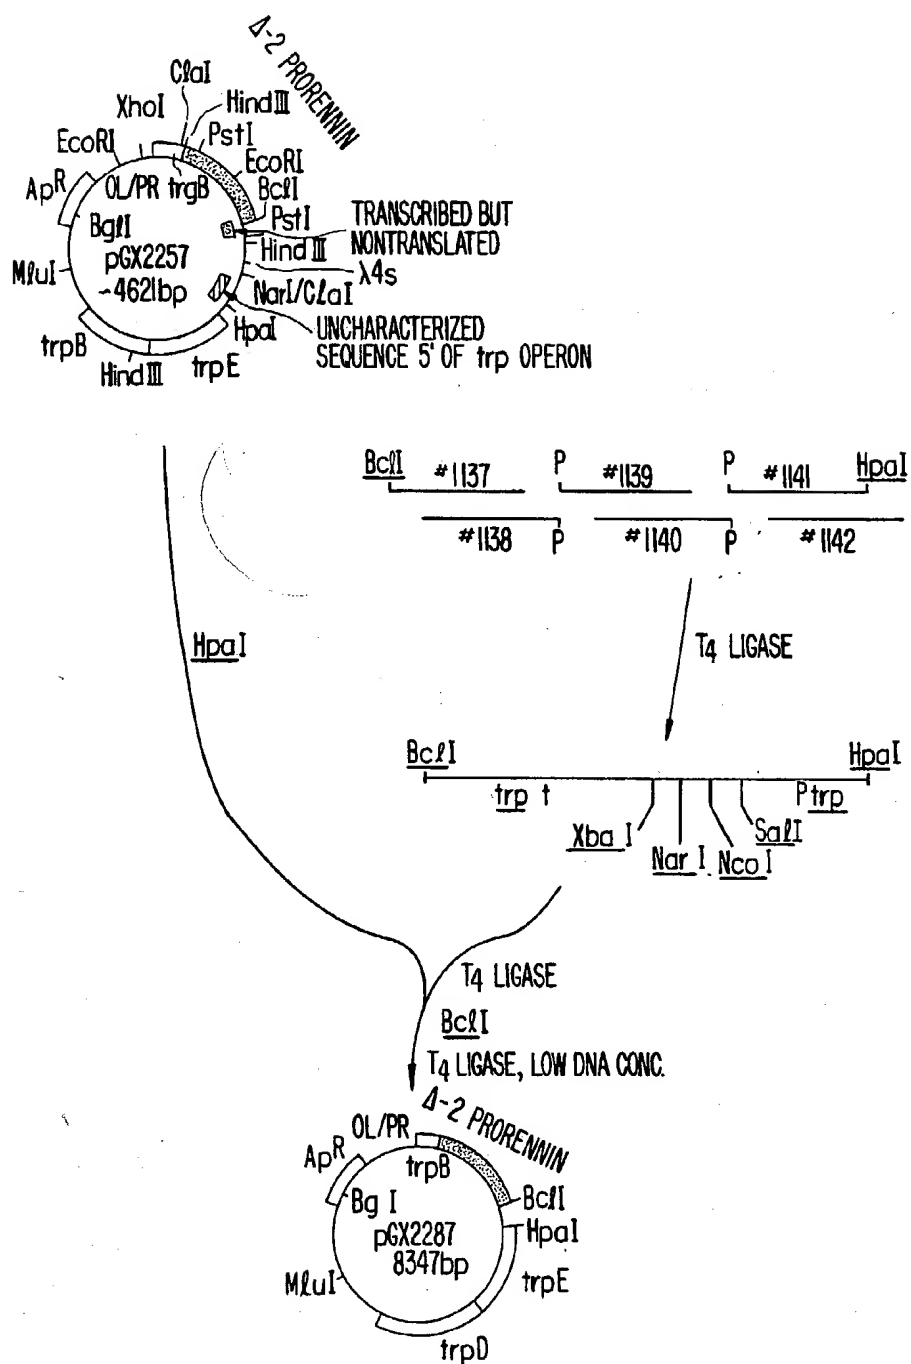 Δ-2 PRORENNIN
ClaI
HindIII
XhoI
PstI
EcoRI
EcoRI
ApR
OL/PR
trgB
BclI
PstI
BglI
TRANSCRIBED BUT
NONTRANSLATED
pGX2257
HindIII
λ4s
MluI
~4621bp
NarI/ClaI
HpaI
UNCHARACTERIZED
SEQUENCE 5' OF trp OPERON
trpB
HindIII
trpE
BclI
#1137
P
#1139
P
#1141
HpaI
#1138
P
#1140
P
#1142
HpaI
T4 LIGASE
BclI
HpaI
trp t
P trp
XbaI
SalI
NarI
NcoI
T4 LIGASE
BclI
T4 LIGASE, LOW DNA CONC.
Δ-2 PRORENNIN
OL/PR
ApR
trpB
Bg I
BclI
pGX2287
HpaI
8347bp
MluI
trpE
trpD